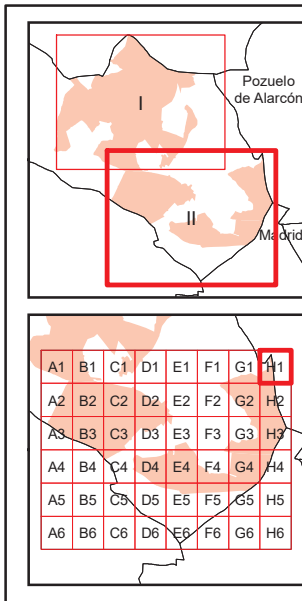 I
Pozuelo
de Alarcón
II
Madrid
A1 B1 C1 D1 E1 F1 G1 H1
A2 B2 C2 D2 E2 F2 G2 H2
A3 B3 C3 D3 E3 F3 G3 H3
A4 B4 C4 D4 E4 F4 G4 H4
A5 B5 C5 D5 E5 F5 G5 H5
A6 B6 C6 D6 E6 F6 G6 H6